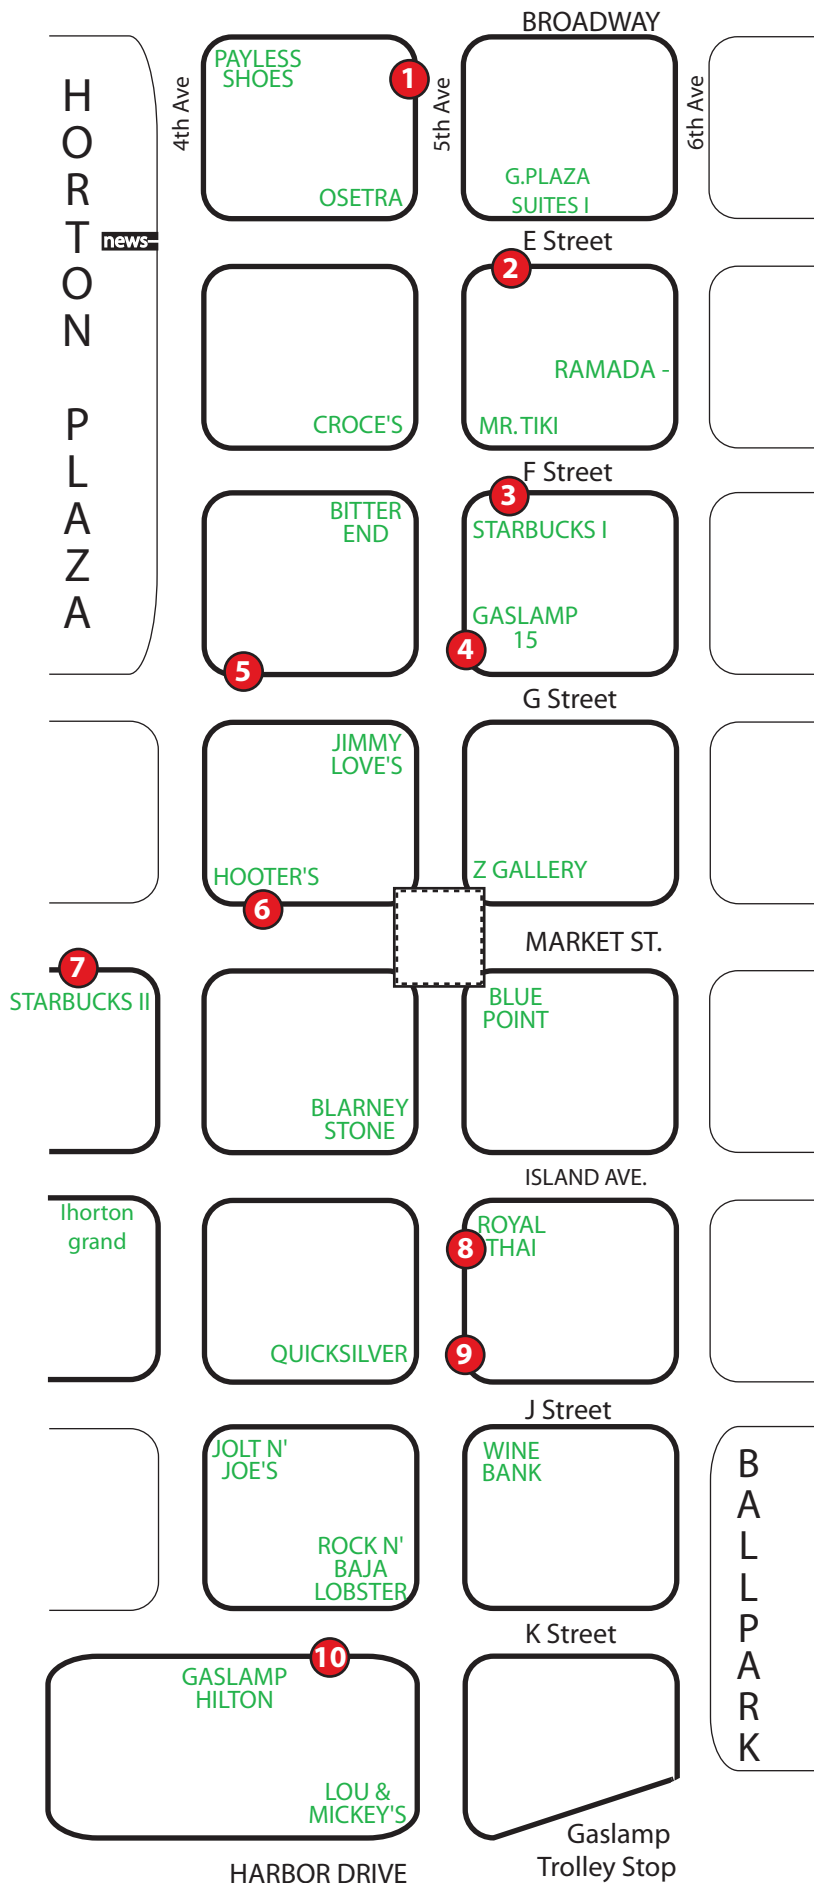 BROADWAY
HORTON PLAZA
4th Ave
5th Ave
6th Ave
PAYLESS
SHOES
1
OSETRA
G.PLAZA
SUITES I
news
E Street
2
RAMADA -
CROCE'S
MR. TIKI
F Street
3
BITTER
END
STARBUCKS I
GASLAMP
15
4
5
G Street
JIMMY
LOVE'S
HOOTER'S
Z GALLERY
6
MARKET ST.
7
STARBUCKS II
BLUE
POINT
BLARNEY
STONE
ISLAND AVE.
Ihorton
grand
ROYAL
THAI
8
QUICKSILVER
9
J Street
JOLT N'
JOE'S
WINE
BANK
BALLPARK
ROCK N'
BAJA
LOBSTER
K Street
10
GASLAMP
HILTON
LOU &
MICKEY'S
Gaslamp
Trolley Stop
HARBOR DRIVE